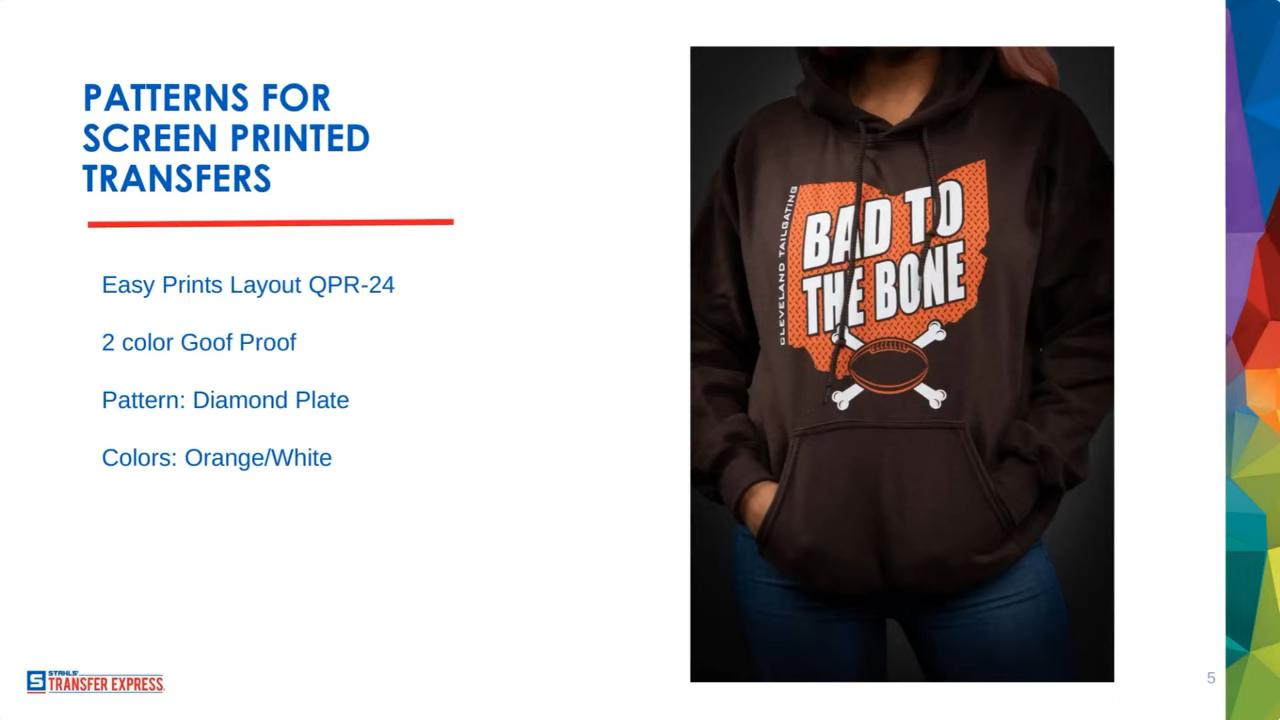 PATTERNS FOR
SCREEN PRINTED
TRANSFERS
Easy Prints Layout QPR-24
2 color Goof Proof
Pattern: Diamond Plate
Colors: Orange/White
CLEVELAND TAILGATING
BAD TO
THE BONE
S STAHLS'
TRANSFER EXPRESS
5